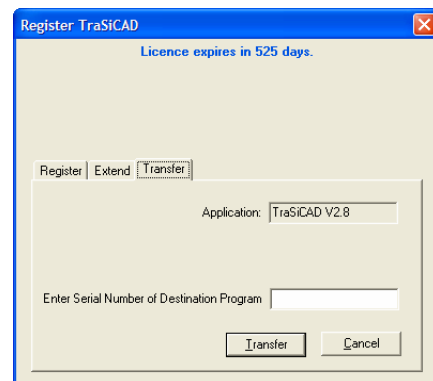 Register TraSiCAD
Licence expires in 525 days.
Register Extend Transfer
Application: TraSiCAD V2.8
Enter Serial Number of Destination Program
Transfer Cancel